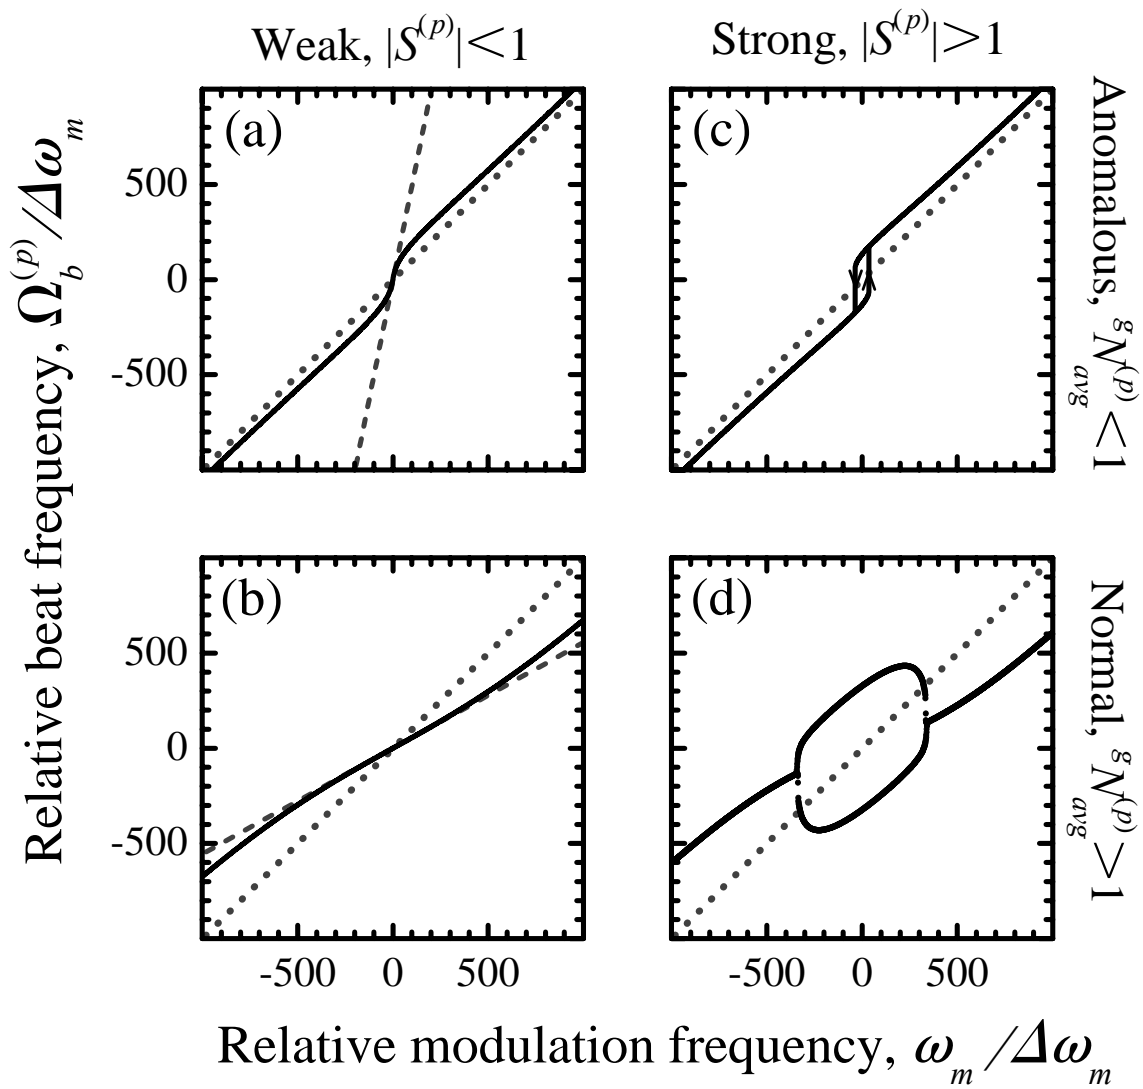 Weak, |S^(p)|<1
Strong, |S^(p)|>1
(a)
(c)
500
0
-500
(b)
(d)
500
0
-500
-500 0 500
-500 0 500
Relative modulation frequency, ω_m/Δω_m
Relative beat frequency, Ω_b^(p)/Δω_m
Anomalous, ^gN_avg^(p)<1
Normal, ^gN_avg^(p)>1